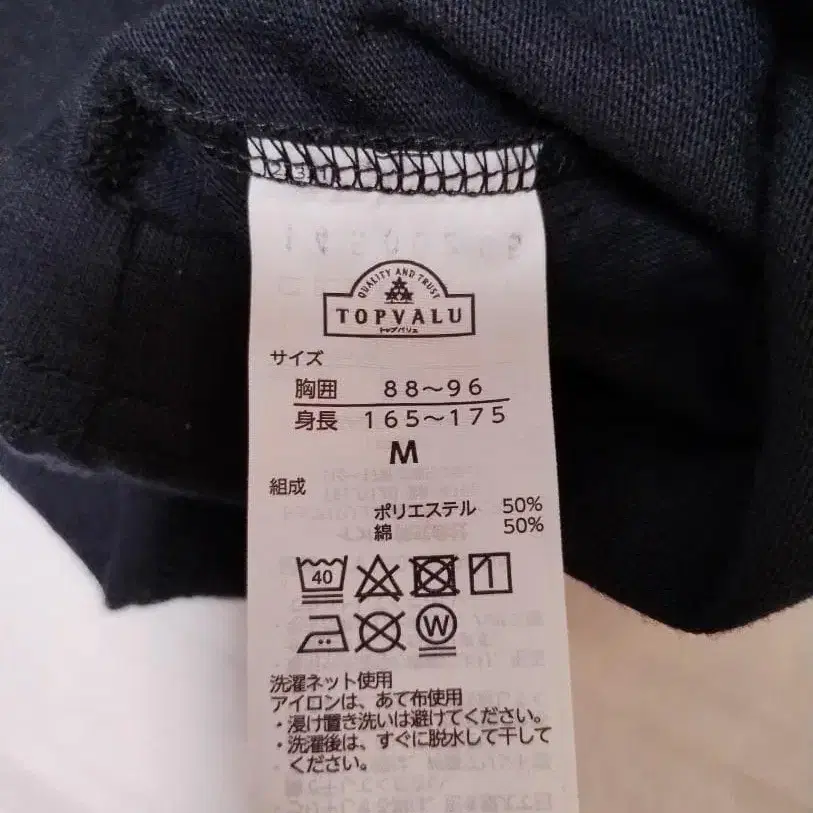 QUALITY AND TRUST
TOPVALU
トップバリュ
サイズ
胸囲 88～96
身長 165～175
M
組成
ポリエステル 50%
綿 50%
40
W
洗濯ネット使用
アイロンは、あて布使用
・浸け置き洗いは避けてください。
・洗濯後は、すぐに脱水して干して
ください。